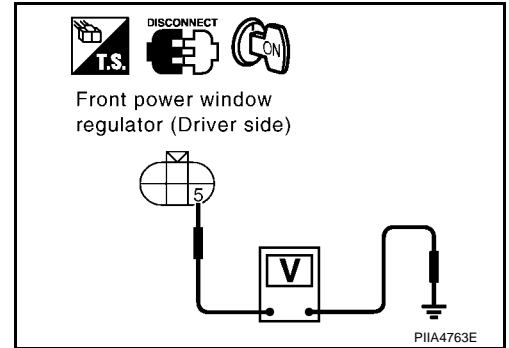 DISCONNECT
T.S.
ON
Front power window
regulator (Driver side)
5
V
PIIA4763E